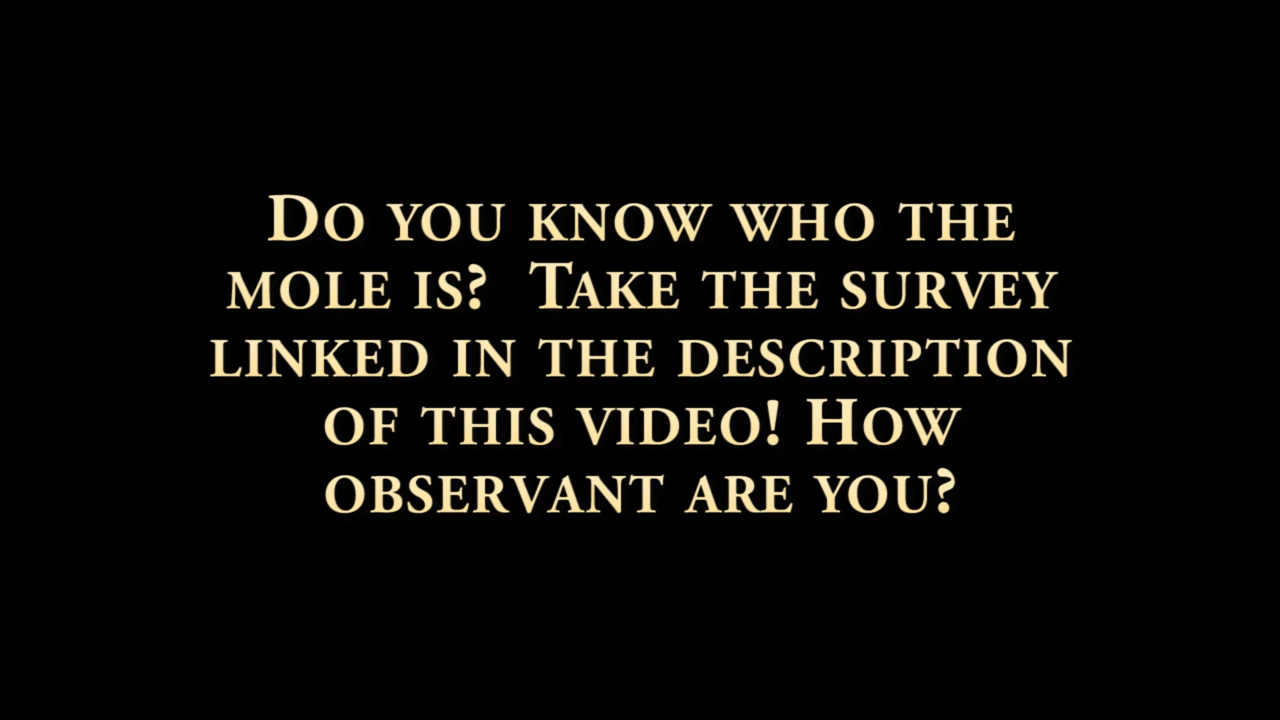 Do you know who the
mole is?  Take the survey
linked in the description
of this video! How
observant are you?